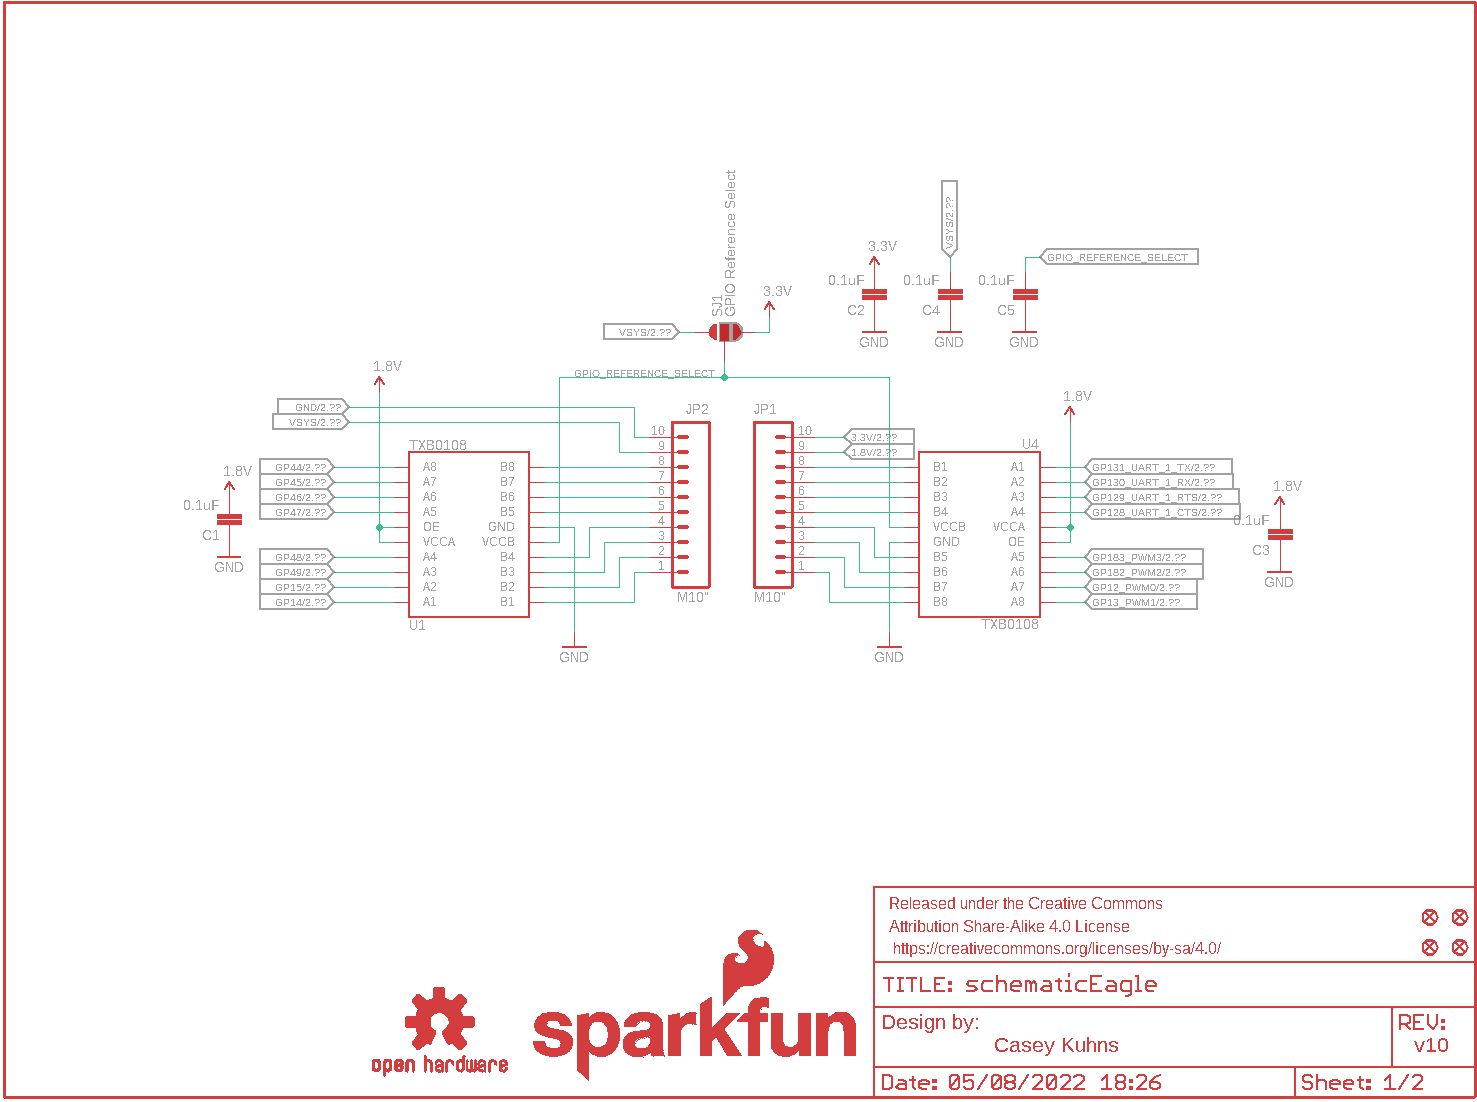 GPIO Reference Select
SJ1
VSYS/2.??
3.3V
3.3V
0.1uF
C2
GND
VSYS/2.??
0.1uF
C4
GND
GPIO_REFERENCE_SELECT
0.1uF
C5
GND
GPIO_REFERENCE_SELECT
1.8V
GND/2.??
VSYS/2.??
TXB0108
GP44/2.??
GP45/2.??
GP46/2.??
GP47/2.??
GP48/2.??
GP49/2.??
GP15/2.??
GP14/2.??
A8 B8
A7 B7
A6 B6
A5 B5
OE GND
VCCA VCCB
A4 B4
A3 B3
A2 B2
A1 B1
U1
1.8V
0.1uF
C1
GND
GND
JP2
10
9
8
7
6
5
4
3
2
1
M10"
JP1
10
9
8
7
6
5
4
3
2
1
M10"
3.3V/2.??
1.8V/2.??
GND
1.8V
U4
B1 A1
B2 A2
B3 A3
B4 A4
VCCB VCCA
GND OE
B5 A5
B6 A6
B7 A7
B8 A8
TXB0108
GP131_UART_1_TX/2.??
GP130_UART_1_RX/2.??
GP129_UART_1_RTS/2.??
GP128_UART_1_CTS/2.??
GP183_PWM3/2.??
GP182_PWM2/2.??
GP12_PWM0/2.??
GP13_PWM1/2.??
1.8V
0.1uF
C3
GND
open hardware
sparkfun
Released under the Creative Commons
Attribution Share-Alike 4.0 License
https://creativecommons.org/licenses/by-sa/4.0/
TITLE: schematicEagle
Design by:
Casey Kuhns
REV:
v10
Date: 05/08/2022 18:26
Sheet: 1/2